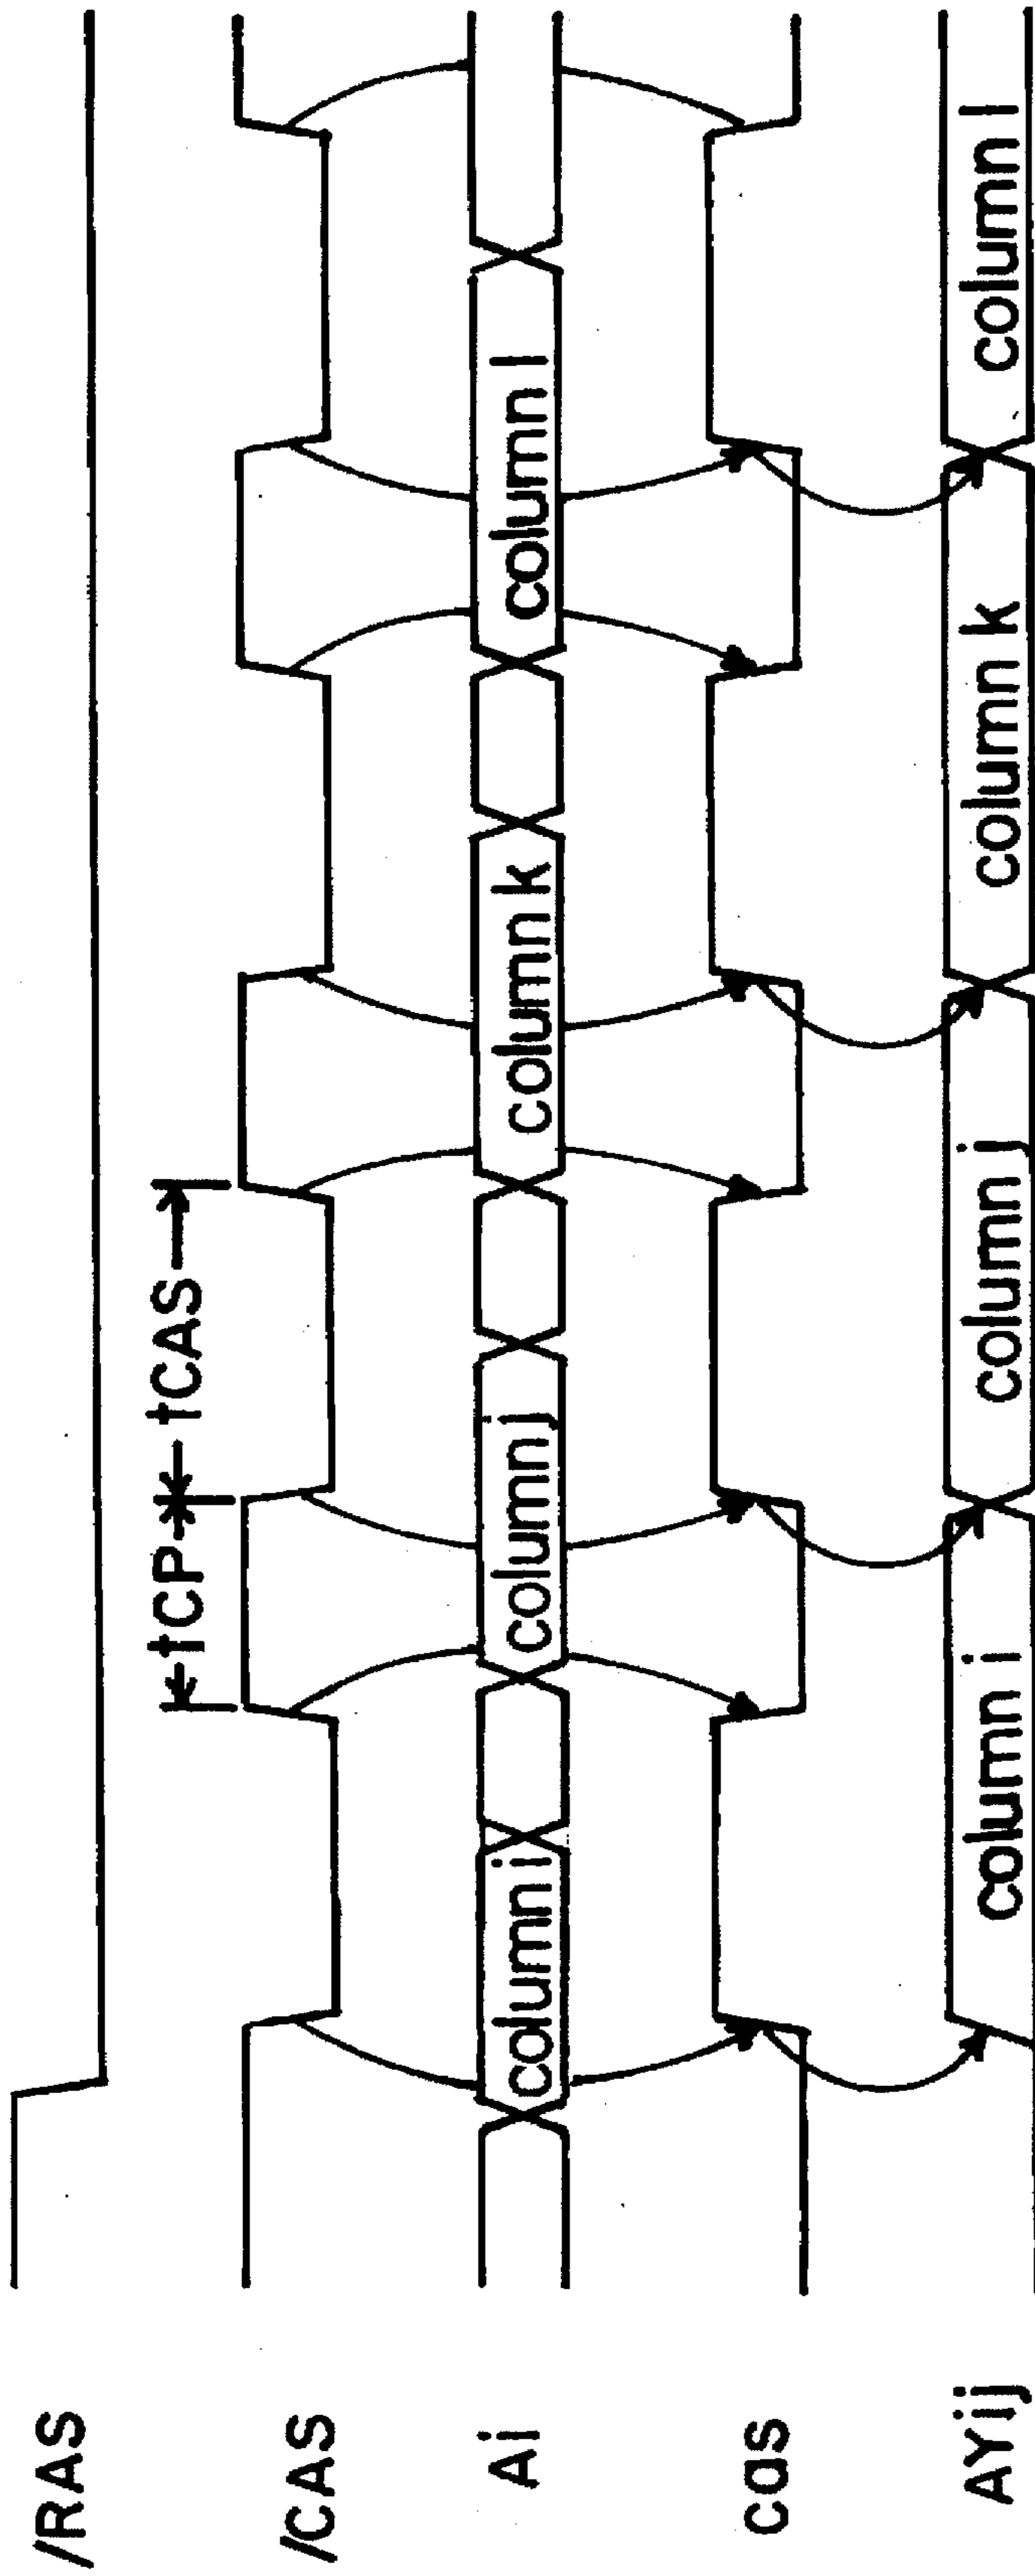 /RAS
tCP tCAS
/CAS
Ai column i column j column k column l
cas
AYij column i column j column k column l